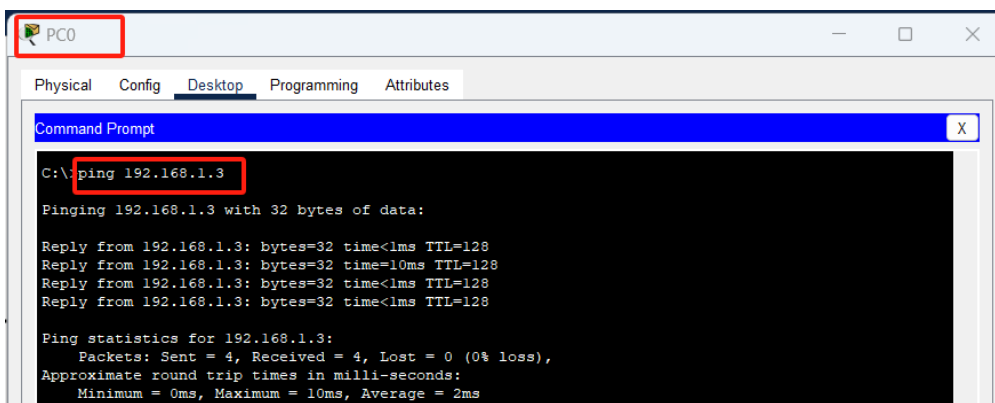 PC0
Physical Config Desktop Programming Attributes
Command Prompt X
C:\>ping 192.168.1.3
Pinging 192.168.1.3 with 32 bytes of data:
Reply from 192.168.1.3: bytes=32 time<1ms TTL=128
Reply from 192.168.1.3: bytes=32 time=10ms TTL=128
Reply from 192.168.1.3: bytes=32 time<1ms TTL=128
Reply from 192.168.1.3: bytes=32 time<1ms TTL=128
Ping statistics for 192.168.1.3:
Packets: Sent = 4, Received = 4, Lost = 0 (0% loss),
Approximate round trip times in milli-seconds:
Minimum = 0ms, Maximum = 10ms, Average = 2ms